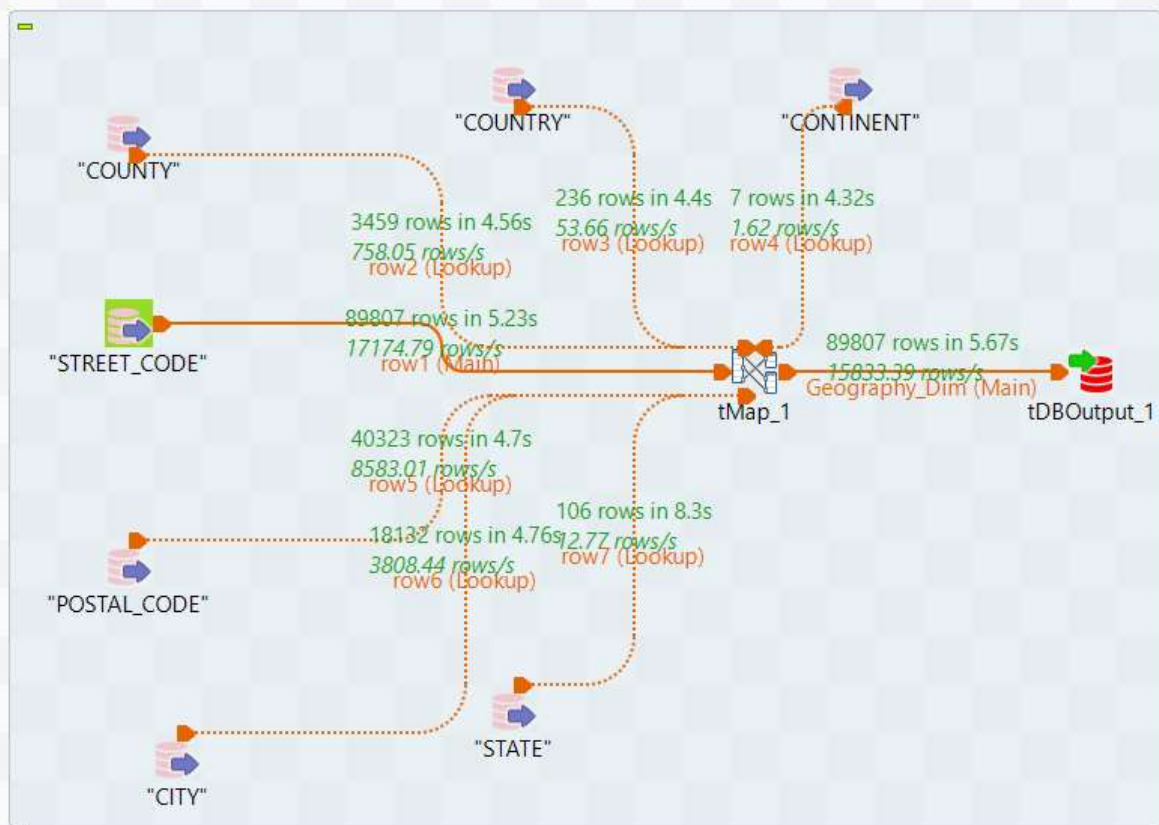 "COUNTRY"
"CONTINENT"
"COUNTY"
236 rows in 4.4s
53.66 rows/s
row3 (Lookup)
7 rows in 4.32s
1.62 rows/s
row4 (Lookup)
3459 rows in 4.56s
758.05 rows/s
row2 (Lookup)
"STREET_CODE"
89807 rows in 5.23s
17174.79 rows/s
row1 (Main)
tMap_1
89807 rows in 5.67s
15833.39 rows/s
Geography_Dim (Main)
tDBOutput_1
40323 rows in 4.7s
8583.01 rows/s
row5 (Lookup)
18132 rows in 4.76s
3808.44 rows/s
row6 (Lookup)
106 rows in 8.3s
12.77 rows/s
row7 (Lookup)
"POSTAL_CODE"
"STATE"
"CITY"